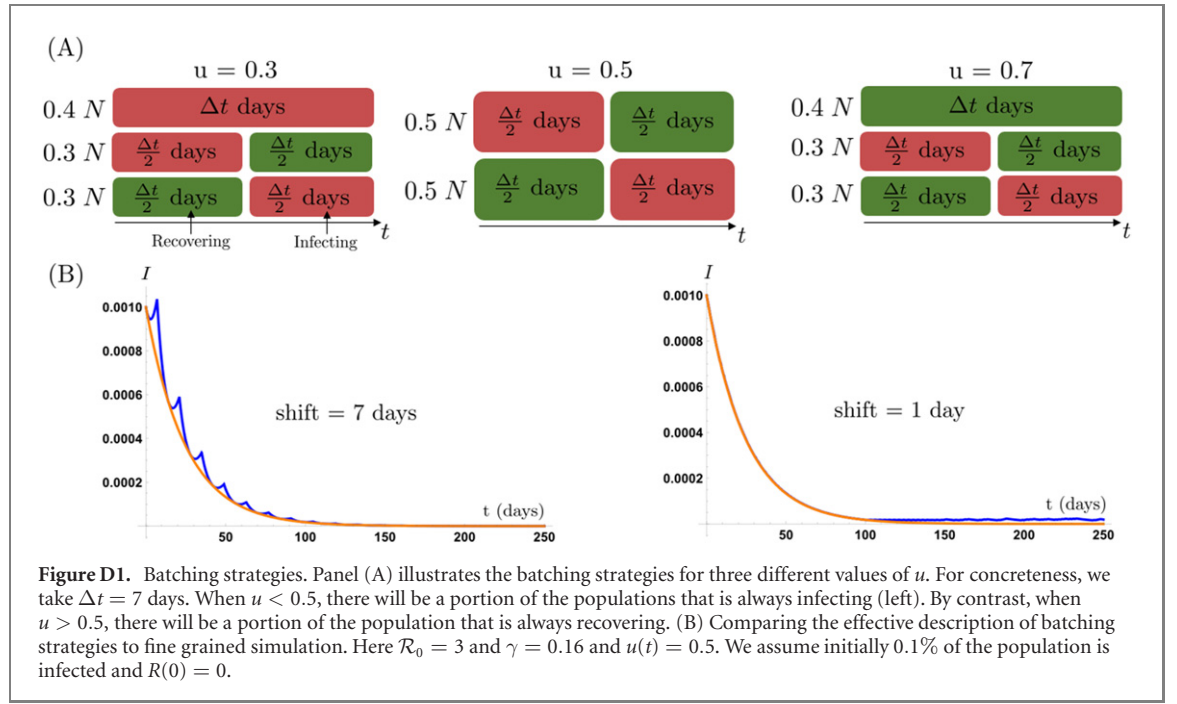 (A)
u = 0.3
0.4 N Δt days
0.3 N Δt/2 days Δt/2 days
0.3 N Δt/2 days Δt/2 days
t
Recovering Infecting
u = 0.5
0.5 N Δt/2 days Δt/2 days
0.5 N Δt/2 days Δt/2 days
t
u = 0.7
0.4 N Δt days
0.3 N Δt/2 days Δt/2 days
0.3 N Δt/2 days Δt/2 days
t
(B)
I
0.0010
0.0008
0.0006
0.0004
0.0002
shift = 7 days
t (days)
50 100 150 200 250
I
0.0010
0.0008
0.0006
0.0004
0.0002
shift = 1 day
t (days)
50 100 150 200 250
Figure D1. Batching strategies. Panel (A) illustrates the batching strategies for three different values of u. For concreteness, we
take Δt = 7 days. When u < 0.5, there will be a portion of the populations that is always infecting (left). By contrast, when
u > 0.5, there will be a portion of the population that is always recovering. (B) Comparing the effective description of batching
strategies to fine grained simulation. Here R₀ = 3 and γ = 0.16 and u(t) = 0.5. We assume initially 0.1% of the population is
infected and R(0) = 0.